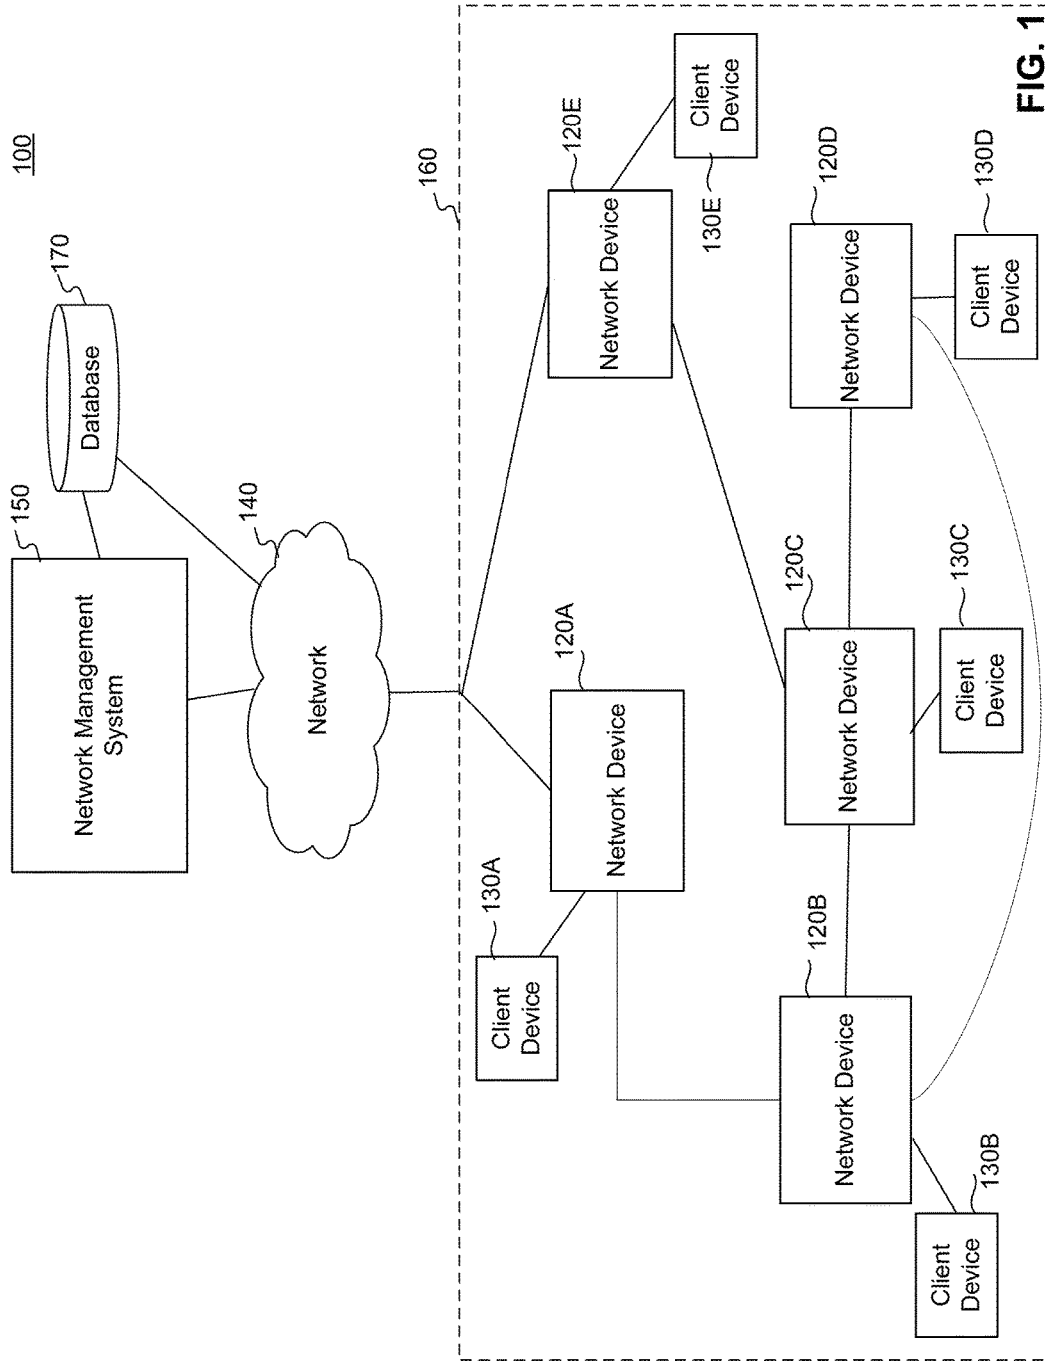 100
150
Network Management
System
170
Database
140
Network
160
130A
Client
Device
120A
Network Device
120E
Network Device
Client
Device
130E
120B
Network Device
120C
Network Device
120D
Network Device
Client
Device
130B
Client
Device
130C
Client
Device
130D
FIG. 1